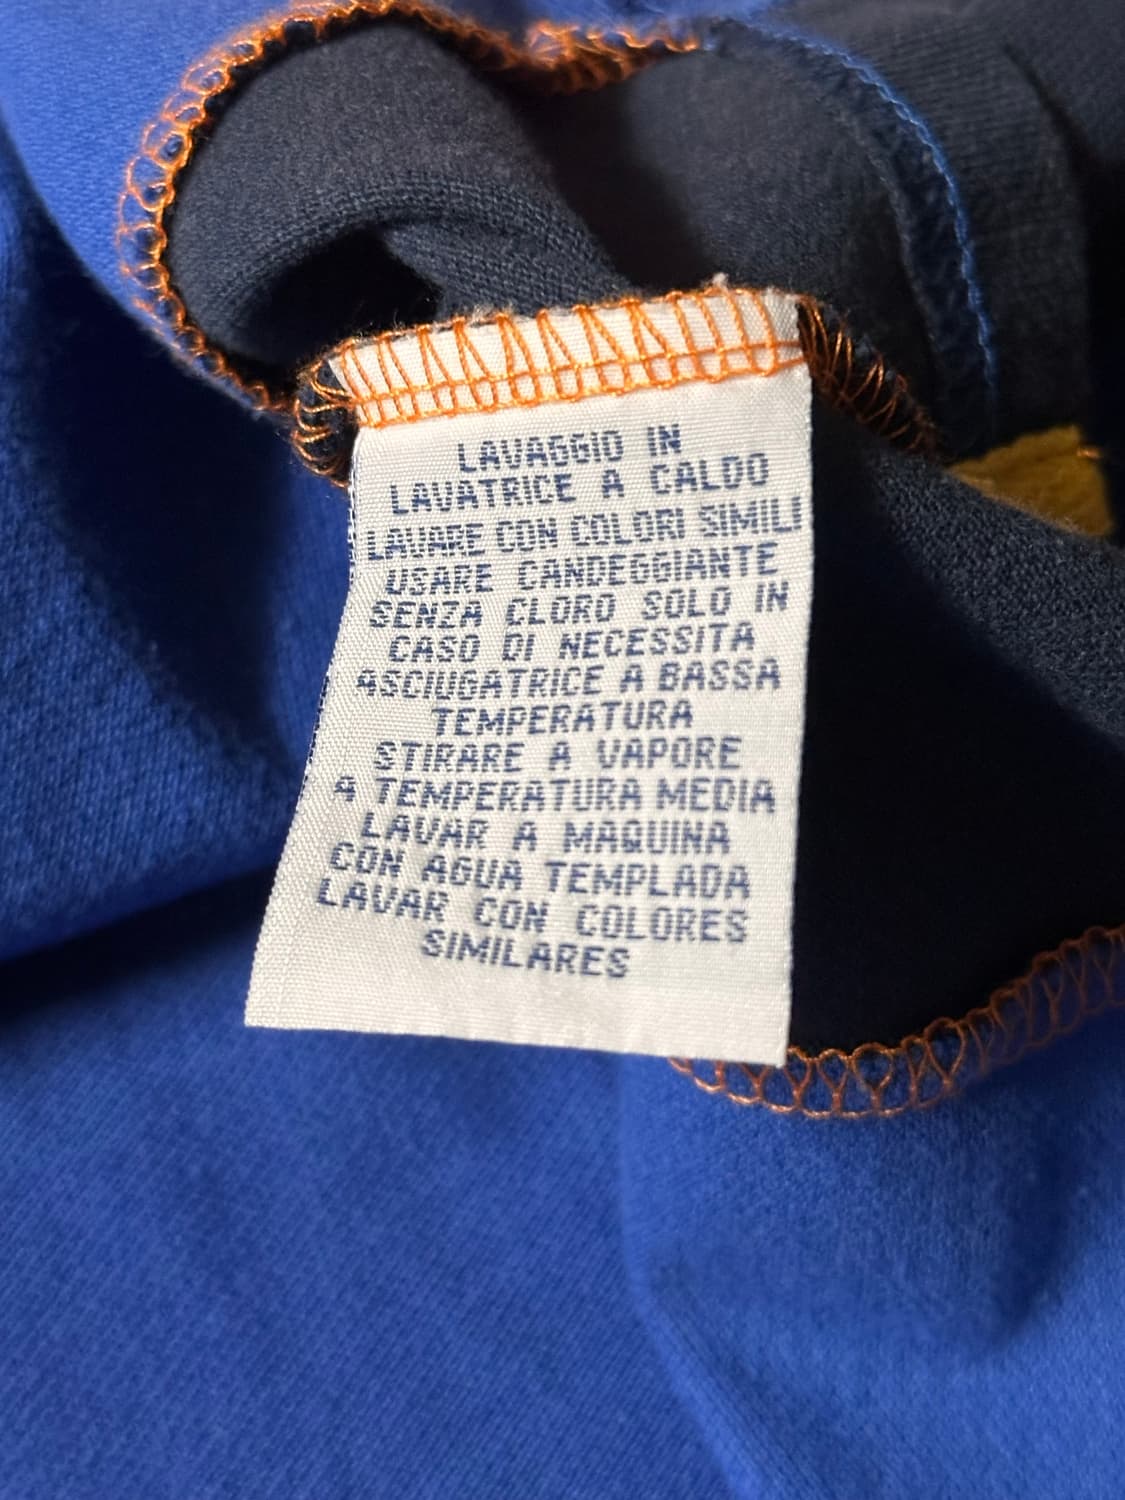 LAVAGGIO IN
LAVATRICE A CALDO
LAVARE CON COLORI SIMILI
USARE CANDEGGIANTE
SENZA CLORO SOLO IN
CASO DI NECESSITA
ASCIUGATRICE A BASSA
TEMPERATURA
STIRARE A VAPORE
A TEMPERATURA MEDIA
LAVAR A MAQUINA
CON AGUA TEMPLADA
LAVAR CON COLORES
SIMILARES